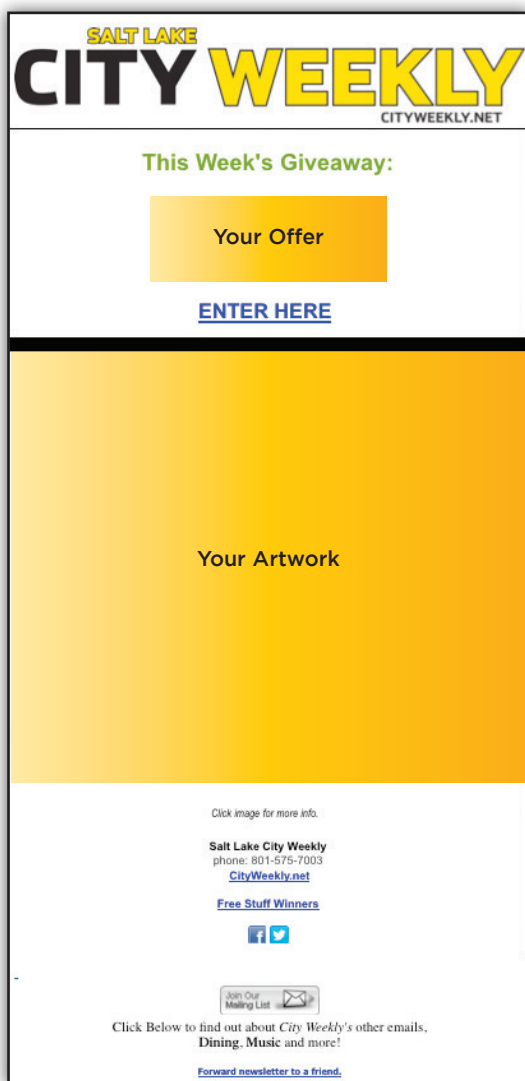 SALT LAKE
CITY WEEKLY
CITYWEEKLY.NET
This Week's Giveaway:
Your Offer
ENTER HERE
Your Artwork
Click image for more info.
Salt Lake City Weekly
phone: 801-575-7003
CityWeekly.net
Free Stuff Winners
f
Join Our
Mailing List
Click Below to find out about City Weekly's other emails,
Dining, Music and more!
Forward newsletter to a friend.